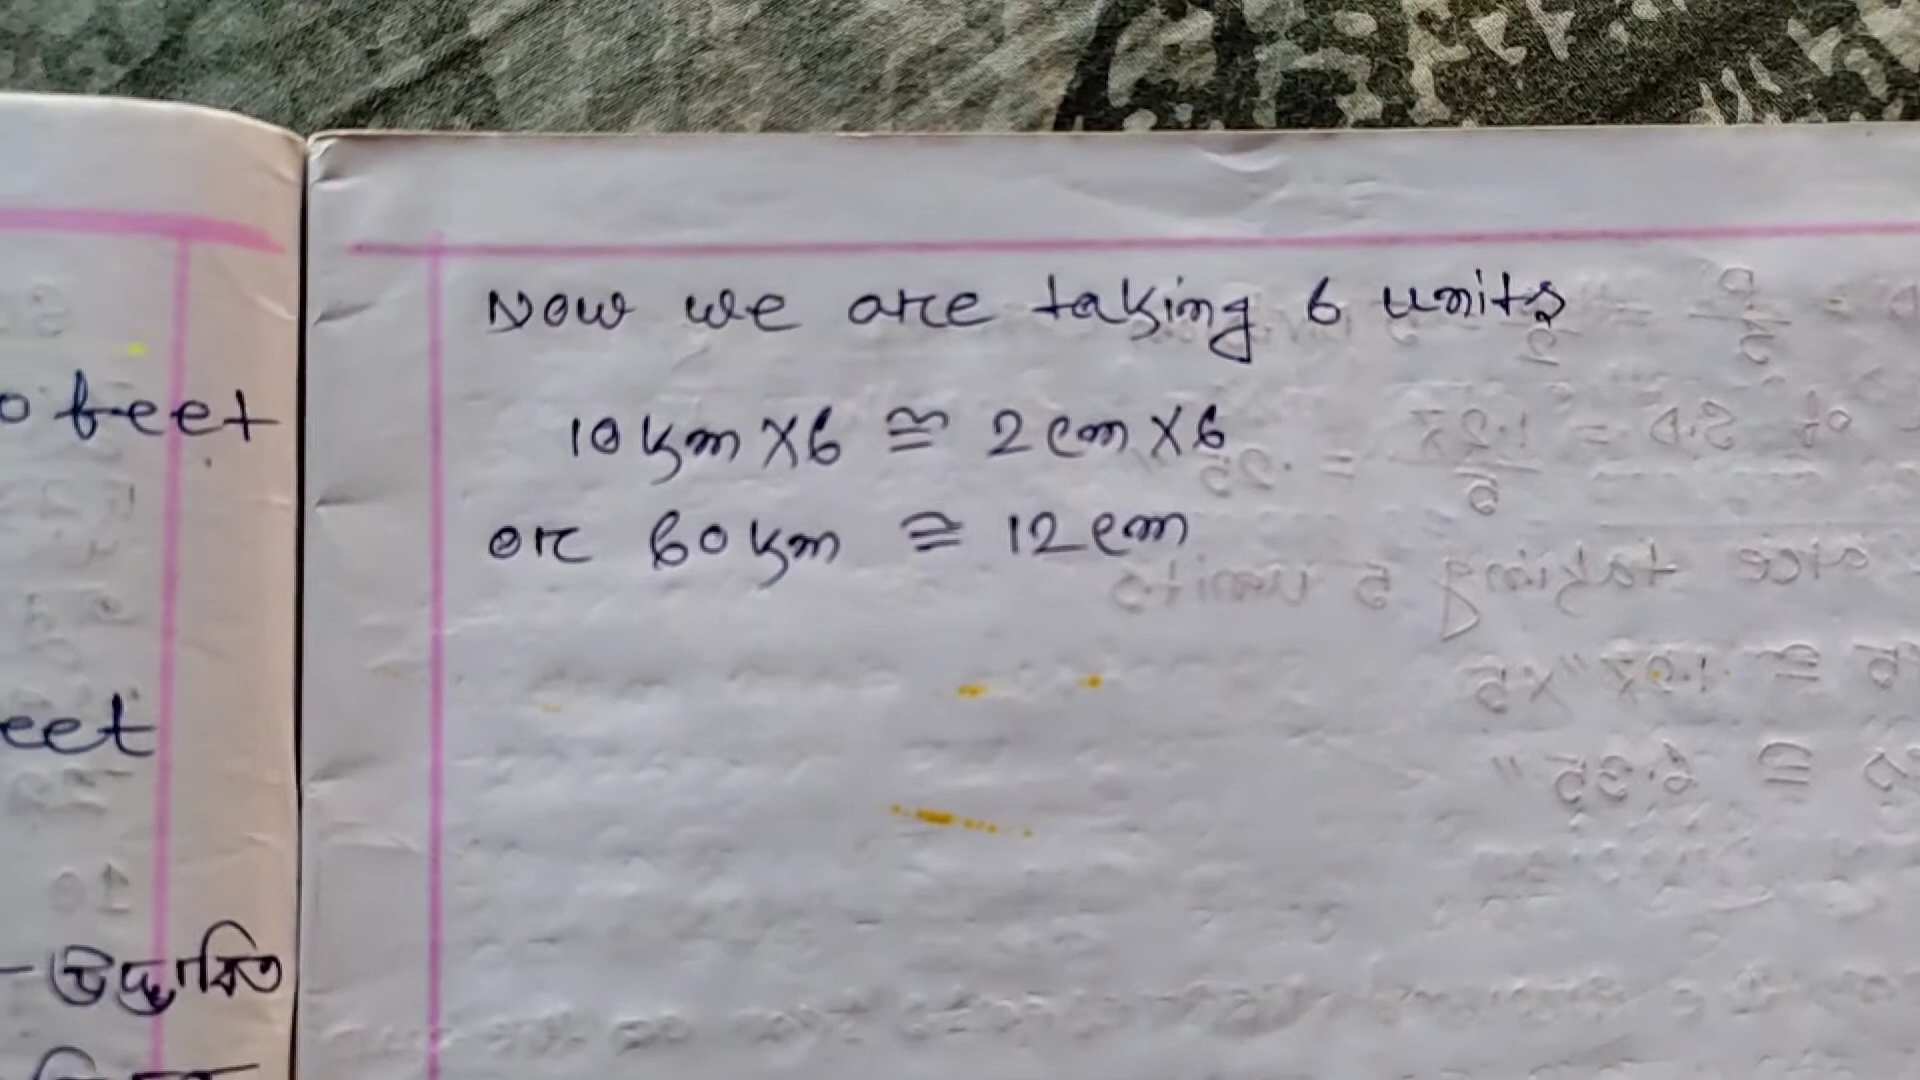 o feet
eet
Now we are taking 6 units
10 km × 6 ≅ 2 cm × 6
or 60 km ≅ 12 cm